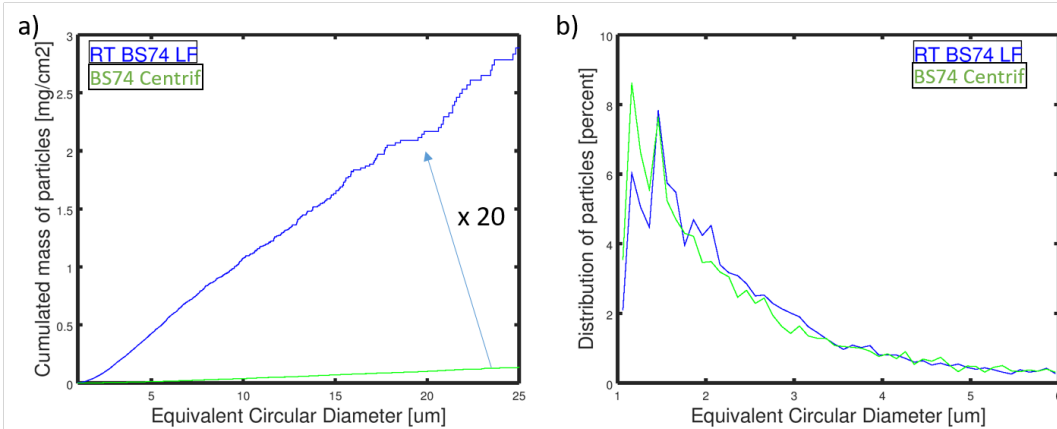 a)
RT BS74 LF
BS74 Centrif
x 20
Cumulated mass of particles [mg/cm2]
3
2.5
2
1.5
1
0.5
0
5
10
15
20
25
Equivalent Circular Diameter [um]
b)
RT BS74 LF
BS74 Centrif
Distribution of particles [percent]
10
8
6
4
2
0
1
2
3
4
5
6
Equivalent Circular Diameter [um]